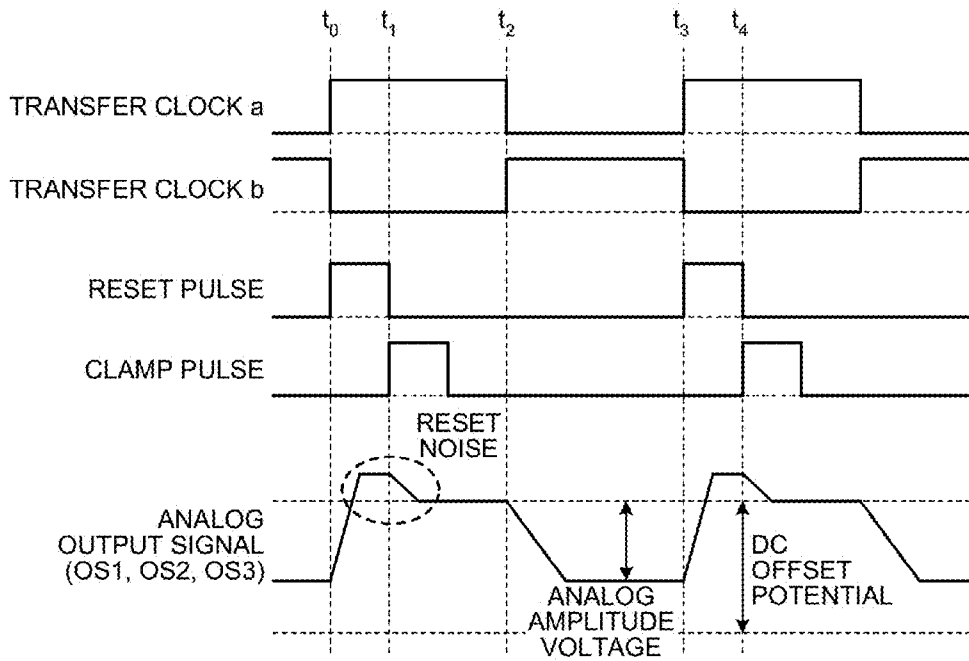 t0 t1 t2 t3 t4
TRANSFER CLOCK a
TRANSFER CLOCK b
RESET PULSE
CLAMP PULSE
RESET
NOISE
ANALOG
OUTPUT SIGNAL
(OS1, OS2, OS3)
ANALOG
AMPLITUDE
VOLTAGE
DC
OFFSET
POTENTIAL